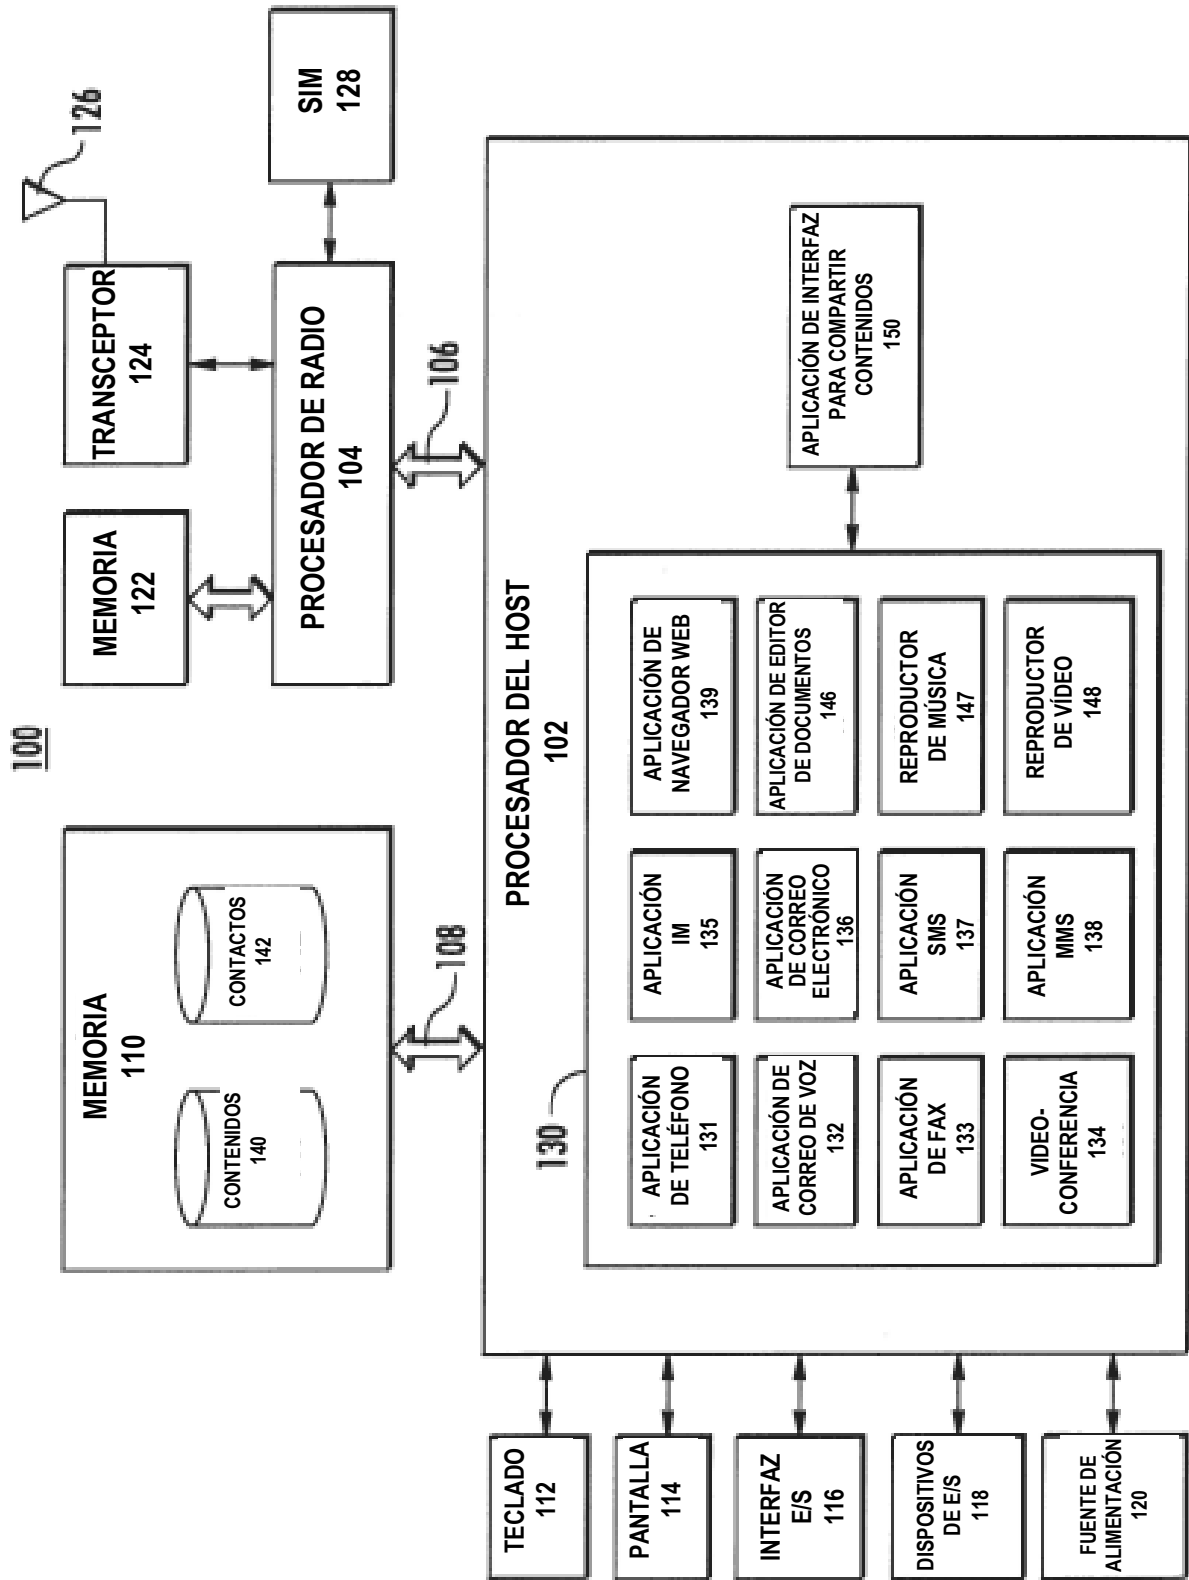 100
MEMORIA
110
CONTENIDOS
140
CONTACTOS
142
MEMORIA
122
TRANSCEPTOR
124
126
PROCESADOR DE RADIO
104
SIM
128
108
106
TECLADO
112
PANTALLA
114
INTERFAZ
E/S
116
DISPOSITIVOS
DE E/S
118
FUENTE DE
ALIMENTACIÓN
120
PROCESADOR DEL HOST
102
130
APLICACIÓN
DE TELÉFONO
131
APLICACIÓN
IM
135
APLICACIÓN DE
NAVEGADOR WEB
139
APLICACIÓN DE
CORREO DE VOZ
132
APLICACIÓN
DE CORREO
ELECTRÓNICO
136
APLICACIÓN DE EDITOR
DE DOCUMENTOS
146
APLICACIÓN
DE FAX
133
APLICACIÓN
SMS
137
REPRODUCTOR
DE MÚSICA
147
VIDEO-
CONFERENCIA
134
APLICACIÓN
MMS
138
REPRODUCTOR
DE VÍDEO
148
APLICACIÓN DE INTERFAZ
PARA COMPARTIR
CONTENIDOS
150